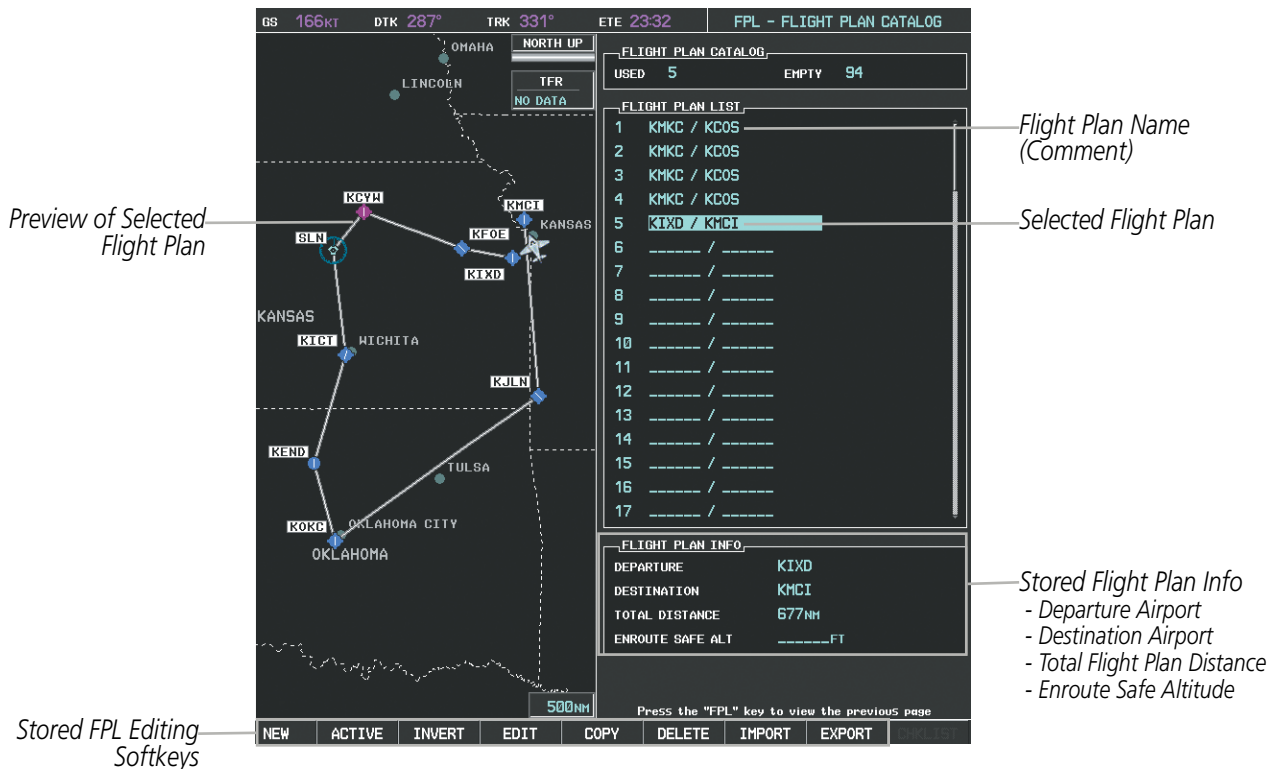 GS 166KT DTK 287° TRK 331° ETE 23:32 FPL – FLIGHT PLAN CATALOG
OMAHA
NORTH UP
LINCOLN
TFR
NO DATA
KCYW
KMCI
KANSAS
SLN
KFOE
KIXD
KANSAS
KICT
WICHITA
KJLN
KEND
TULSA
KOKC
OKLAHOMA CITY
OKLAHOMA
500NM
FLIGHT PLAN CATALOG
USED 5 EMPTY 94
FLIGHT PLAN LIST
1 KMKC / KCOS
2 KMKC / KCOS
3 KMKC / KCOS
4 KMKC / KCOS
5 KIXD / KMCI
6 ______ / ______
7 ______ / ______
8 ______ / ______
9 ______ / ______
10 ______ / ______
11 ______ / ______
12 ______ / ______
13 ______ / ______
14 ______ / ______
15 ______ / ______
16 ______ / ______
17 ______ / ______
FLIGHT PLAN INFO
DEPARTURE KIXD
DESTINATION KMCI
TOTAL DISTANCE 677NM
ENROUTE SAFE ALT ______FT
Press the "FPL" key to view the previous page
NEW ACTIVE INVERT EDIT COPY DELETE IMPORT EXPORT CHKLIST
Preview of Selected
Flight Plan
Stored FPL Editing
Softkeys
Flight Plan Name
(Comment)
Selected Flight Plan
Stored Flight Plan Info
- Departure Airport
- Destination Airport
- Total Flight Plan Distance
- Enroute Safe Altitude